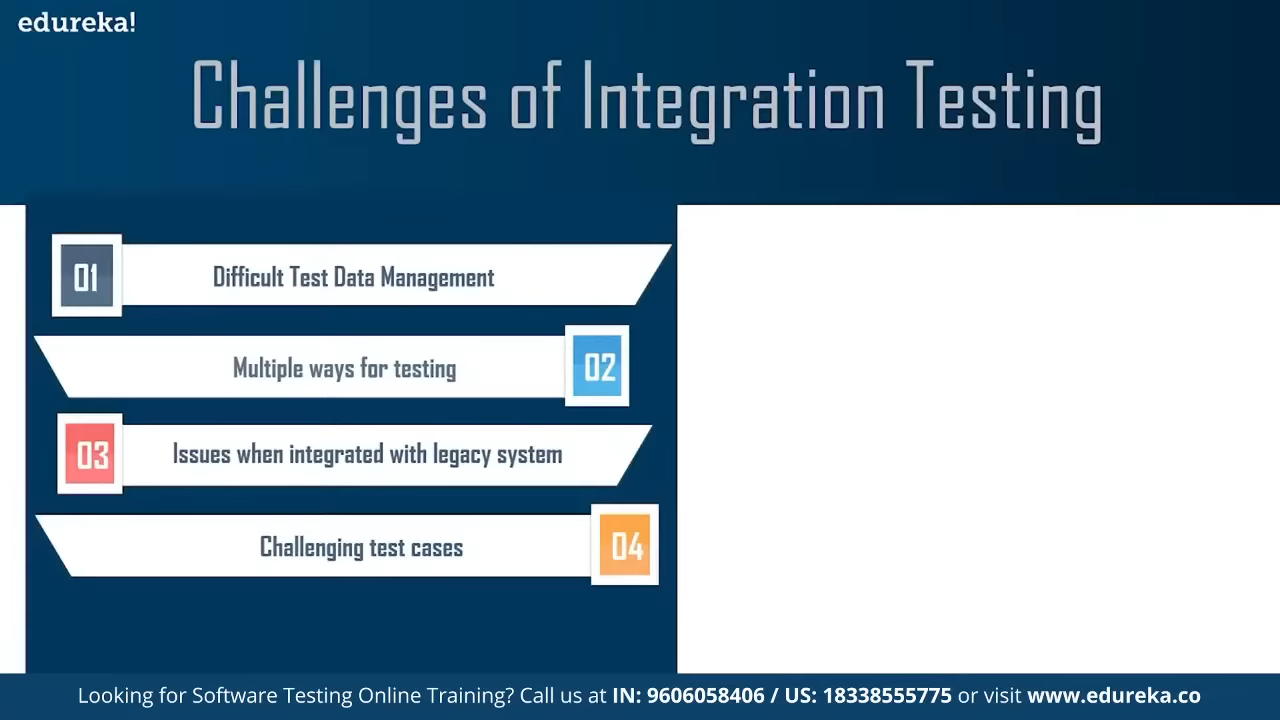 edureka!
Challenges of Integration Testing
01
Difficult Test Data Management
Multiple ways for testing
02
03
Issues when integrated with legacy system
Challenging test cases
04
Looking for Software Testing Online Training? Call us at IN: 9606058406 / US: 18338555775 or visit www.edureka.co